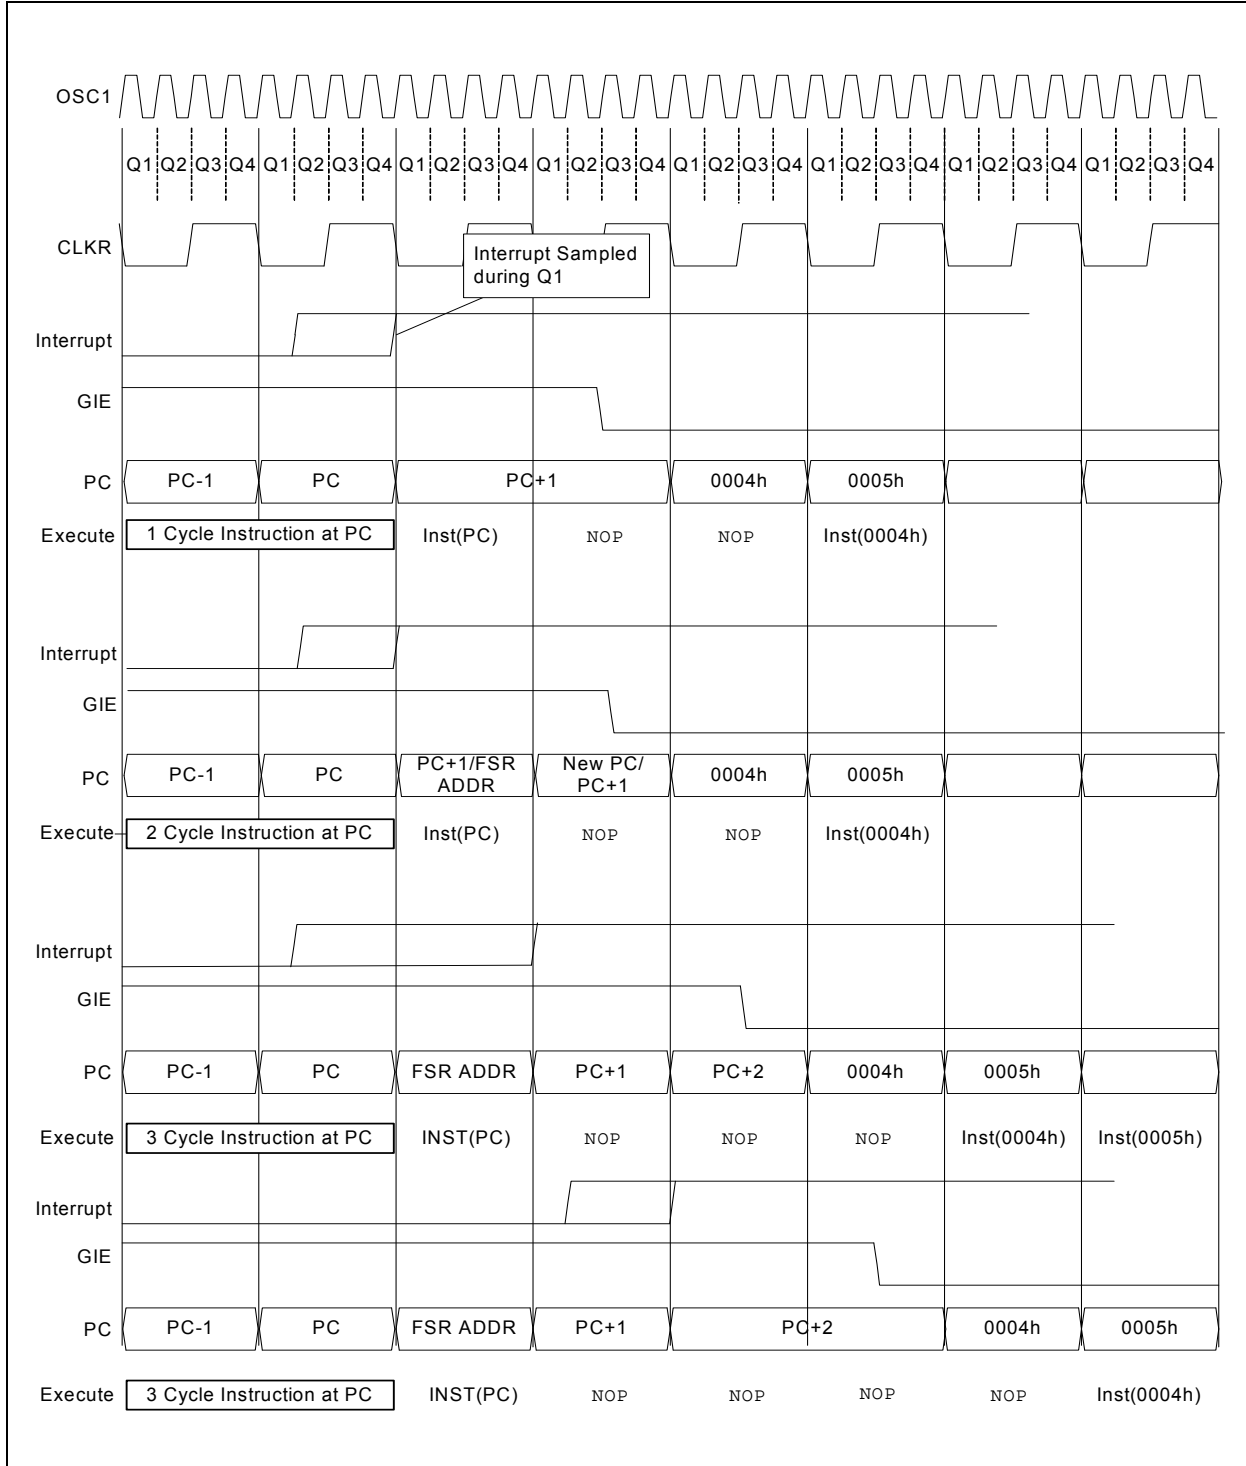 OSC1
Q1 Q2 Q3 Q4 Q1 Q2 Q3 Q4 Q1 Q2 Q3 Q4 Q1 Q2 Q3 Q4 Q1 Q2 Q3 Q4 Q1 Q2 Q3 Q4 Q1 Q2 Q3 Q4 Q1 Q2 Q3 Q4
CLKR
Interrupt Sampled
during Q1
Interrupt
GIE
PC PC-1 PC PC+1 0004h 0005h
Execute 1 Cycle Instruction at PC Inst(PC) NOP NOP Inst(0004h)
Interrupt
GIE
PC PC-1 PC PC+1/FSR ADDR New PC/ PC+1 0004h 0005h
Execute 2 Cycle Instruction at PC Inst(PC) NOP NOP Inst(0004h)
Interrupt
GIE
PC PC-1 PC FSR ADDR PC+1 PC+2 0004h 0005h
Execute 3 Cycle Instruction at PC INST(PC) NOP NOP NOP Inst(0004h) Inst(0005h)
Interrupt
GIE
PC PC-1 PC FSR ADDR PC+1 PC+2 0004h 0005h
Execute 3 Cycle Instruction at PC INST(PC) NOP NOP NOP NOP Inst(0004h)